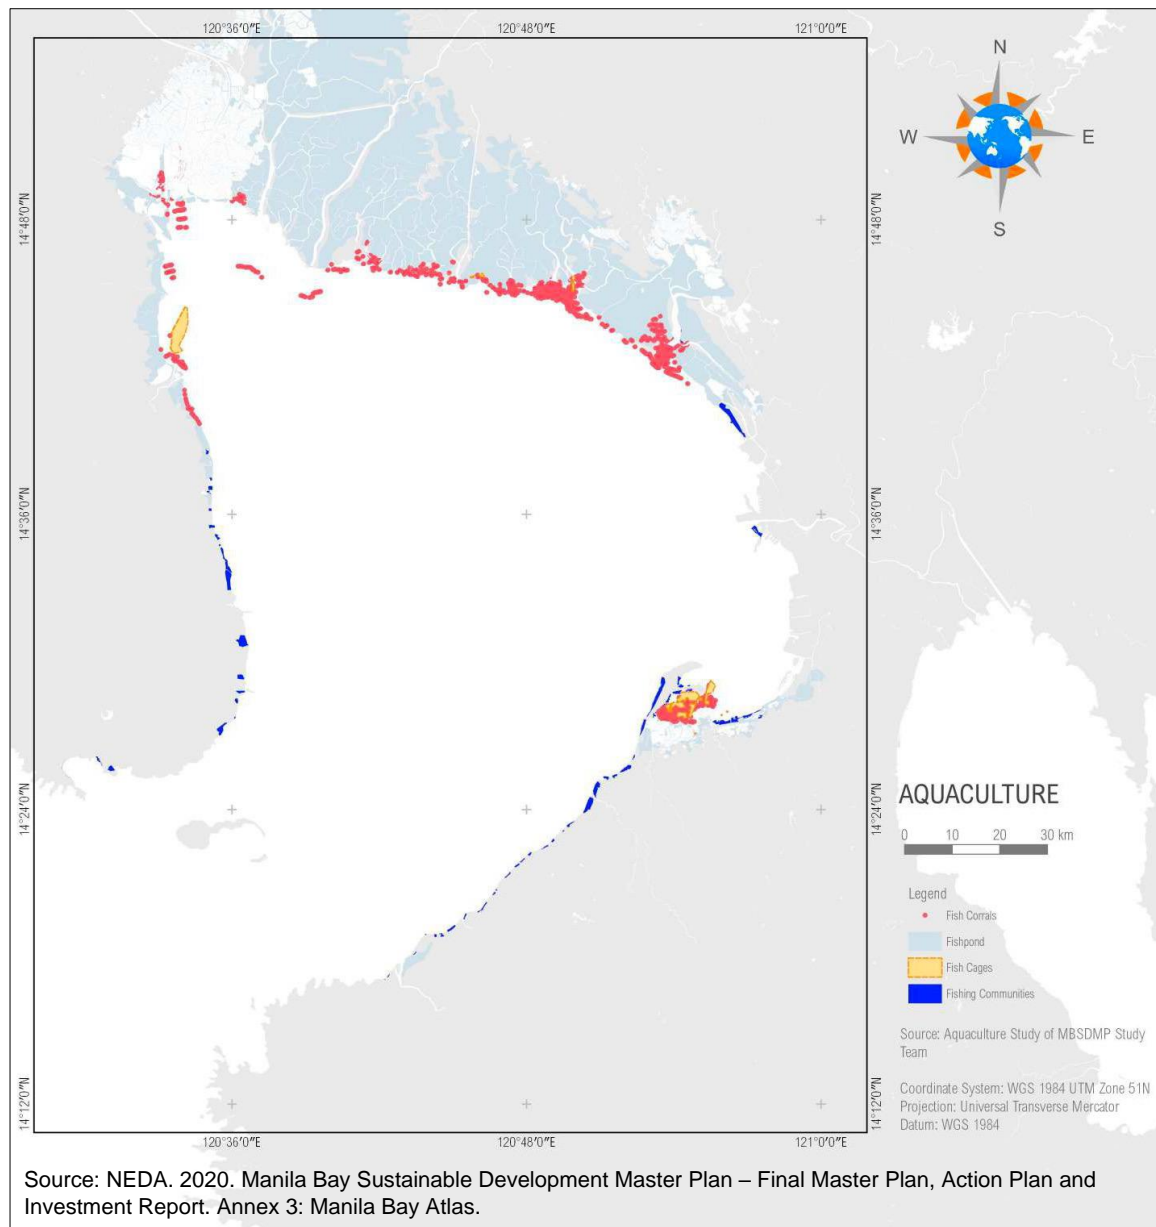 120°36'0"E 120°48'0"E 121°0'0"E
N
W E
S
14°48'0"N 14°48'0"N
14°36'0"N 14°36'0"N
14°24'0"N 14°24'0"N
14°12'0"N 14°12'0"N
AQUACULTURE
0 10 20 30 km
Legend
Fish Corrals
Fishpond
Fish Cages
Fishing Communities
Source: Aquaculture Study of MBSDMP Study
Team
Coordinate System: WGS 1984 UTM Zone 51N
Projection: Universal Transverse Mercator
Datum: WGS 1984
120°36'0"E 120°48'0"E 121°0'0"E
Source: NEDA. 2020. Manila Bay Sustainable Development Master Plan – Final Master Plan, Action Plan and
Investment Report. Annex 3: Manila Bay Atlas.